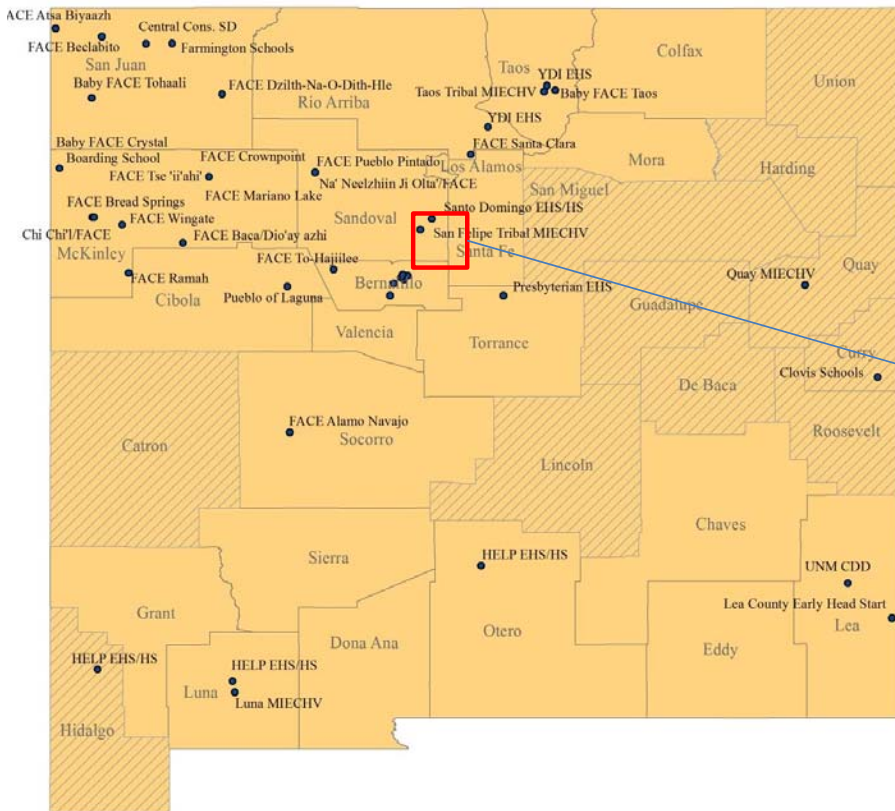 ACE Atsa Biyaazh
Central Cons. SD
FACE Beclabito
Farmington Schools
San Juan
Colfax
Taos
YDI EHS
Union
Baby FACE Tohaali
FACE Dzilth-Na-O-Dith-Hle
Taos Tribal MIECHV
Baby FACE Taos
Rio Arriba
YDI EHS
Baby FACE Crystal
FACE Santa Clara
Boarding School
FACE Crownpoint
FACE Pueblo Pintado
Los Alamos
Mora
Harding
FACE Tse 'ii'ahi'
Na' Neelzhiin Ji Olta'/FACE
FACE Mariano Lake
San Miguel
FACE Bread Springs
Santo Domingo EHS/HS
FACE Wingate
Sandoval
Chi Chi'l/FACE
FACE Baca/Dio'ay azhi
San Felipe Tribal MIECHV
McKinley
Santa Fe
Quay
FACE Ramah
FACE To-Hajiilee
Quay MIECHV
Bernalillo
Cibola
Pueblo of Laguna
Presbyterian EHS
Guadalupe
Valencia
Torrance
Curry
Clovis Schools
De Baca
FACE Alamo Navajo
Roosevelt
Socorro
Catron
Lincoln
Chaves
Sierra
HELP EHS/HS
UNM CDD
Grant
Lea County Early Head Start
Dona Ana
Otero
Lea
HELP EHS/HS
HELP EHS/HS
Eddy
Luna
Luna MIECHV
Hidalgo